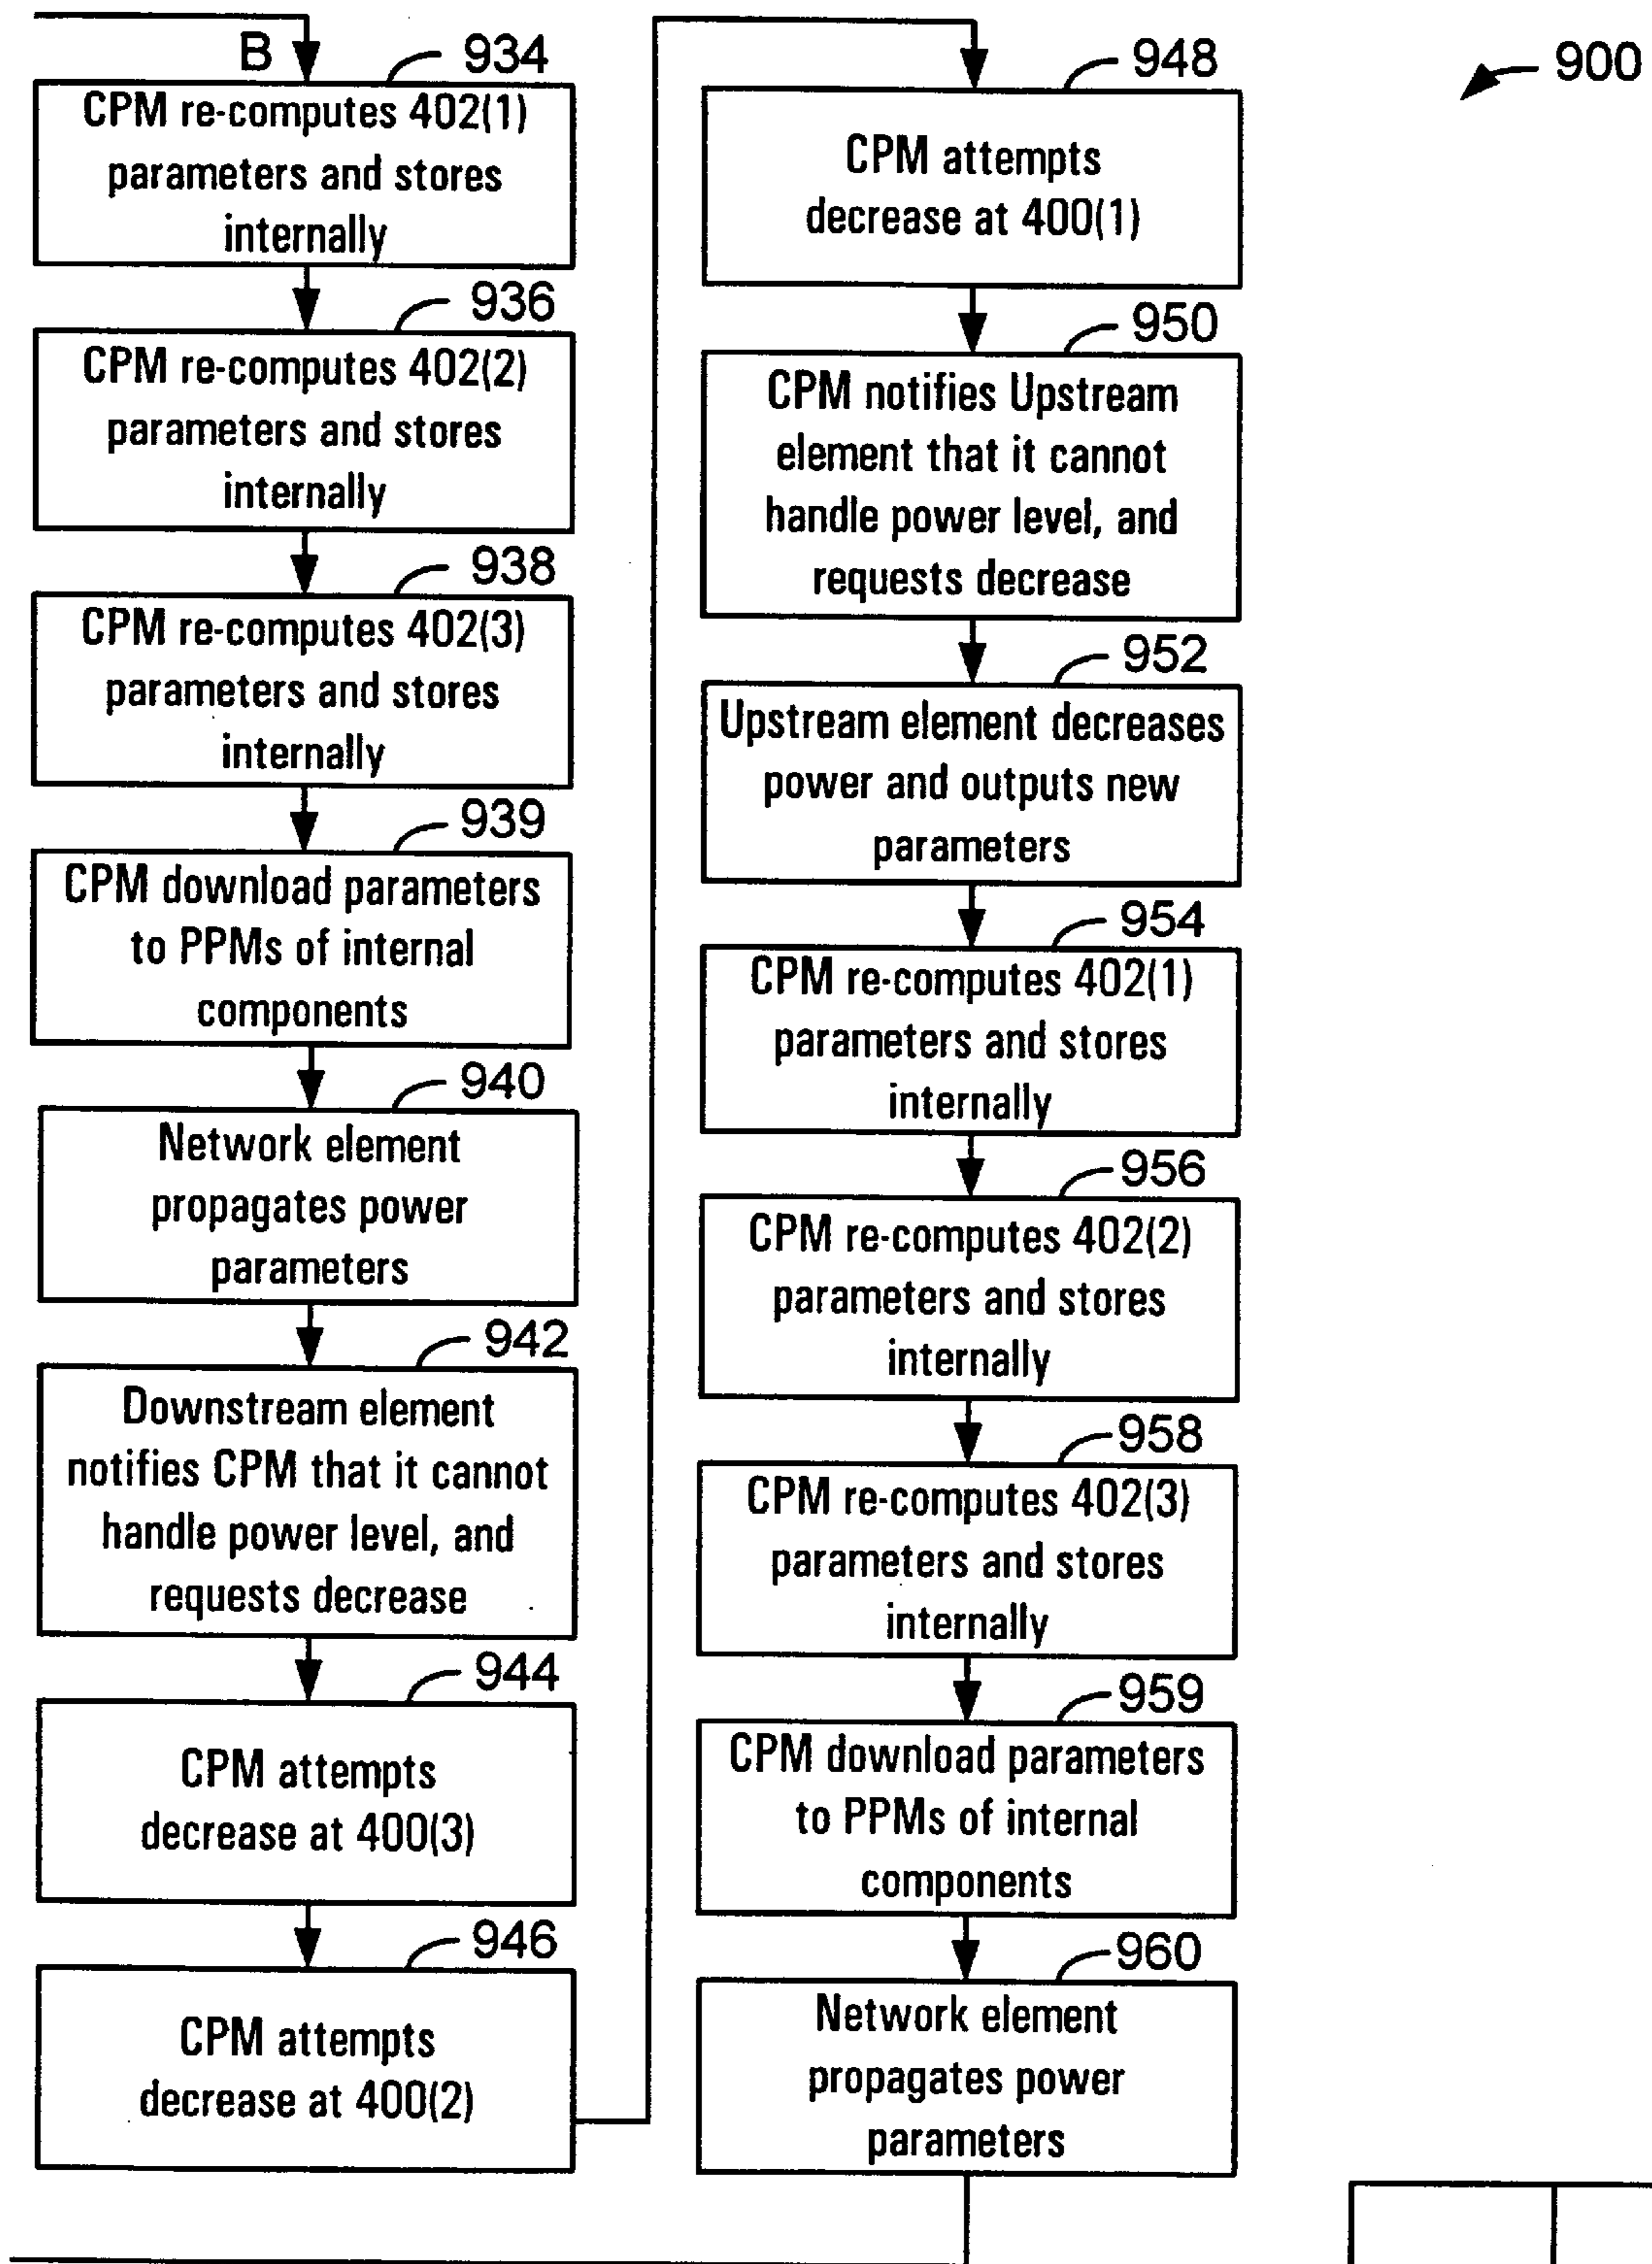 B
934
CPM re-computes 402(1)
parameters and stores
internally
936
CPM re-computes 402(2)
parameters and stores
internally
938
CPM re-computes 402(3)
parameters and stores
internally
939
CPM download parameters
to PPMs of internal
components
940
Network element
propagates power
parameters
942
Downstream element
notifies CPM that it cannot
handle power level, and
requests decrease
944
CPM attempts
decrease at 400(3)
946
CPM attempts
decrease at 400(2)
948
CPM attempts
decrease at 400(1)
950
CPM notifies Upstream
element that it cannot
handle power level, and
requests decrease
952
Upstream element decreases
power and outputs new
parameters
954
CPM re-computes 402(1)
parameters and stores
internally
956
CPM re-computes 402(2)
parameters and stores
internally
958
CPM re-computes 402(3)
parameters and stores
internally
959
CPM download parameters
to PPMs of internal
components
960
Network element
propagates power
parameters
900